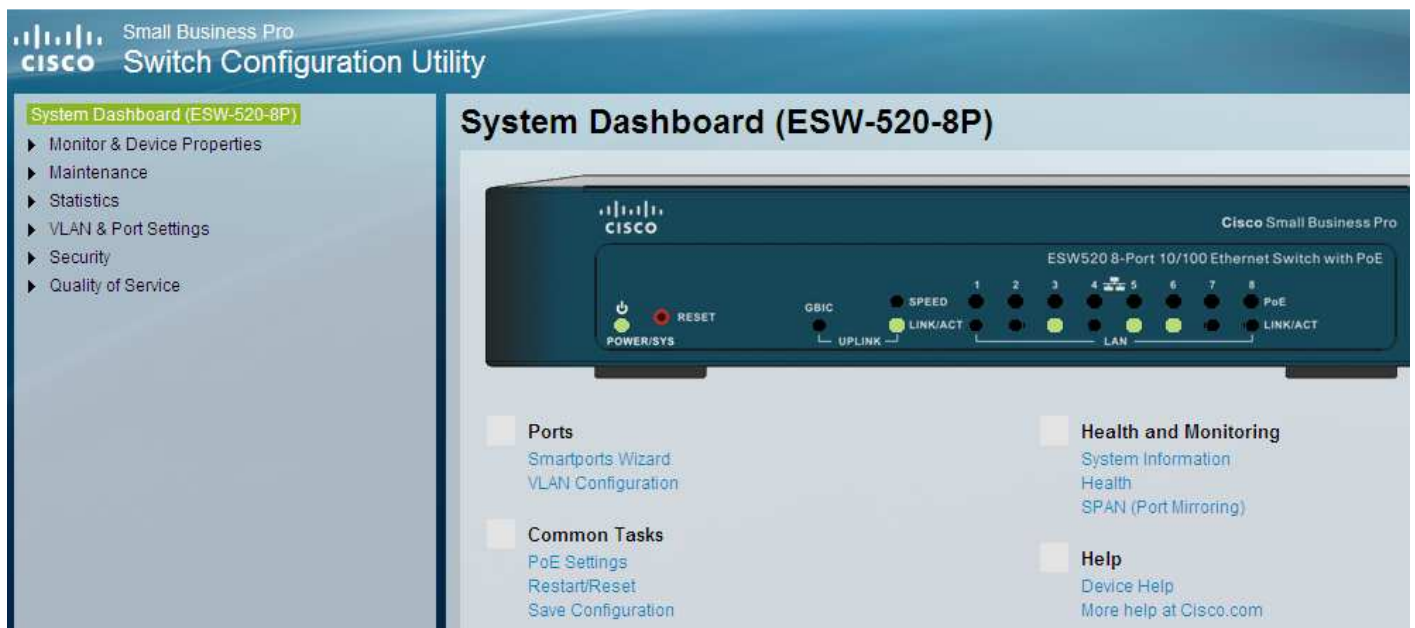 Small Business Pro
CISCO Switch Configuration Utility
System Dashboard (ESW-520-8P)
Monitor & Device Properties
Maintenance
Statistics
VLAN & Port Settings
Security
Quality of Service
System Dashboard (ESW-520-8P)
CISCO
Cisco Small Business Pro
ESW520 8-Port 10/100 Ethernet Switch with PoE
1 2 3 4 5 6 7 8
GBIC SPEED PoE
RESET LINK/ACT LINK/ACT
POWER/SYS UPLINK LAN
Ports
Smartports Wizard
VLAN Configuration
Common Tasks
PoE Settings
Restart/Reset
Save Configuration
Health and Monitoring
System Information
Health
SPAN (Port Mirroring)
Help
Device Help
More help at Cisco.com